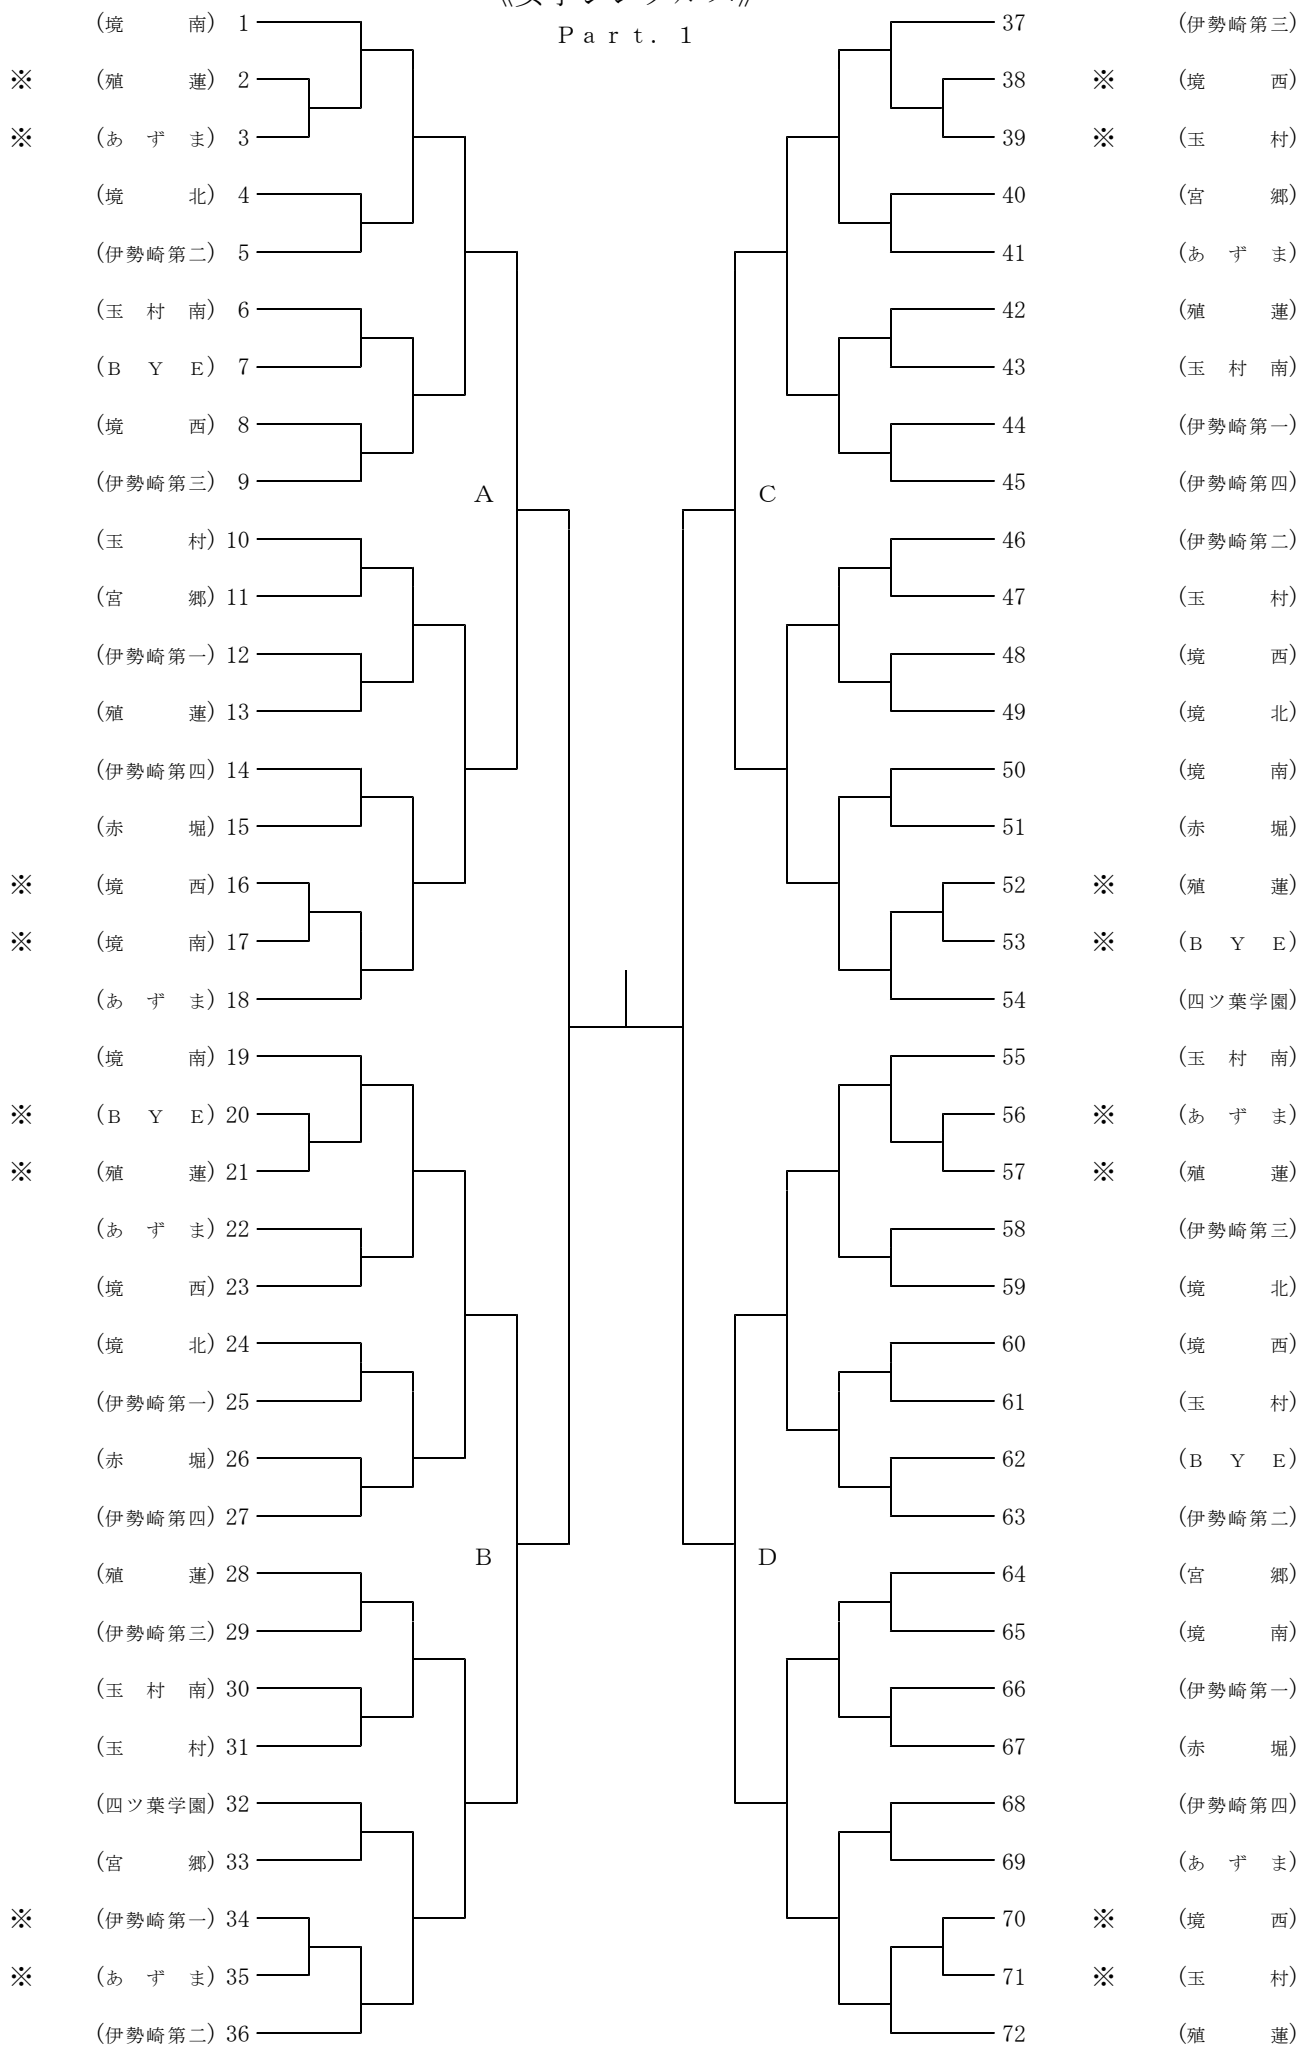 Part. 1
(境南) 1
※ (殖蓮) 2
※ (あずま) 3
(境北) 4
(伊勢崎第二) 5
(玉村南) 6
(BYE) 7
(境西) 8
(伊勢崎第三) 9
(玉村) 10
(宮郷) 11
(伊勢崎第一) 12
(殖蓮) 13
(伊勢崎第四) 14
(赤堀) 15
※ (境西) 16
※ (境南) 17
(あずま) 18
A
(境南) 19
※ (BYE) 20
※ (殖蓮) 21
(あずま) 22
(境西) 23
(境北) 24
(伊勢崎第一) 25
(赤堀) 26
(伊勢崎第四) 27
(殖蓮) 28
(伊勢崎第三) 29
(玉村南) 30
(玉村) 31
(四ツ葉学園) 32
(宮郷) 33
※ (伊勢崎第一) 34
※ (あずま) 35
(伊勢崎第二) 36
B
37 (伊勢崎第三)
38 ※ (境西)
39 ※ (玉村)
40 (宮郷)
41 (あずま)
42 (殖蓮)
43 (玉村南)
44 (伊勢崎第一)
45 (伊勢崎第四)
46 (伊勢崎第二)
47 (玉村)
48 (境西)
49 (境北)
50 (境南)
51 (赤堀)
52 ※ (殖蓮)
53 ※ (BYE)
54 (四ツ葉学園)
C
55 (玉村南)
56 ※ (あずま)
57 ※ (殖蓮)
58 (伊勢崎第三)
59 (境北)
60 (境西)
61 (玉村)
62 (BYE)
63 (伊勢崎第二)
64 (宮郷)
65 (境南)
66 (伊勢崎第一)
67 (赤堀)
68 (伊勢崎第四)
69 (あずま)
70 ※ (境西)
71 ※ (玉村)
72 (殖蓮)
D